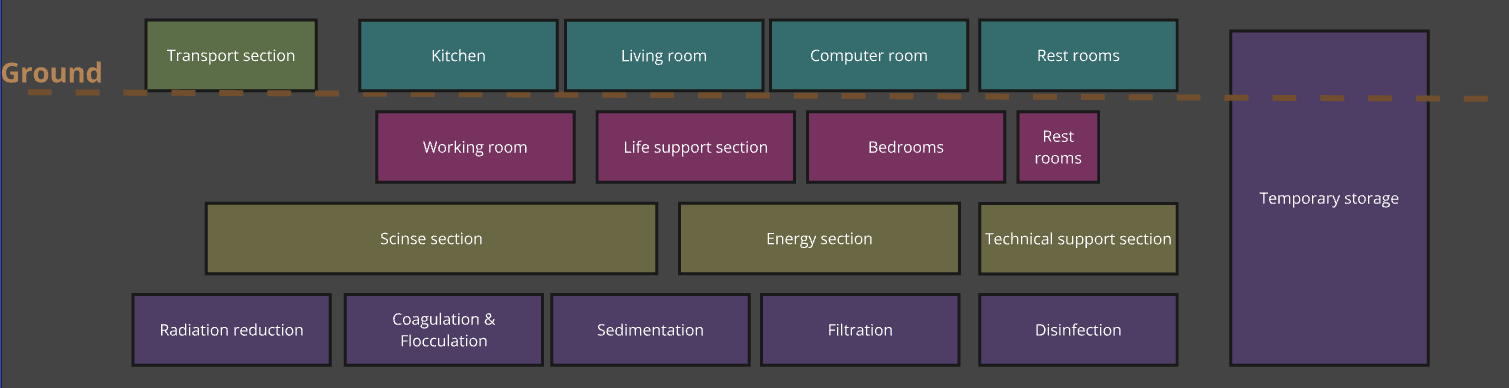 Ground
Transport section
Kitchen
Living room
Computer room
Rest rooms
Working room
Life support section
Bedrooms
Rest
rooms
Temporary storage
Scinse section
Energy section
Technical support section
Radiation reduction
Coagulation &
Flocculation
Sedimentation
Filtration
Disinfection